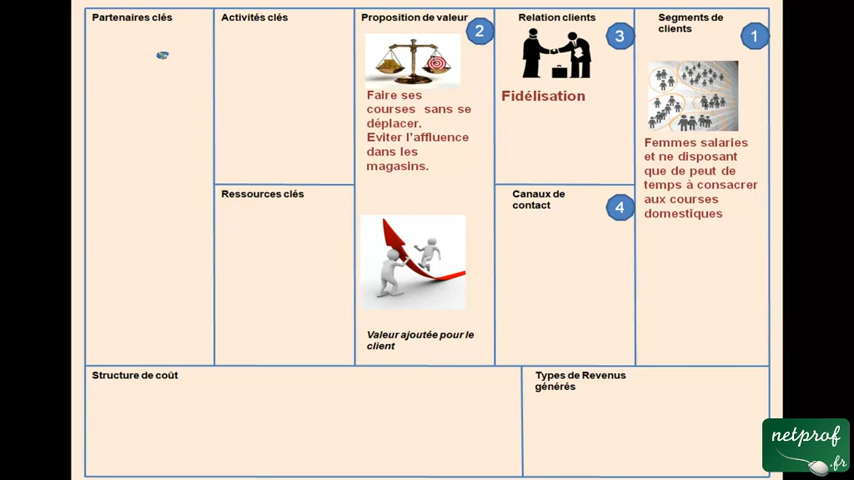 Partenaires clés
Activités clés
Proposition de valeur
2
Faire ses
courses sans se
déplacer.
Eviter l'affluence
dans les
magasins.
Valeur ajoutée pour le
client
Relation clients
3
Fidélisation
Segments de
clients
1
Femmes salaries
et ne disposant
que de peut de
temps à consacrer
aux courses
domestiques
Ressources clés
Canaux de
contact
4
Structure de coût
Types de Revenus
générés
netprof
.fr